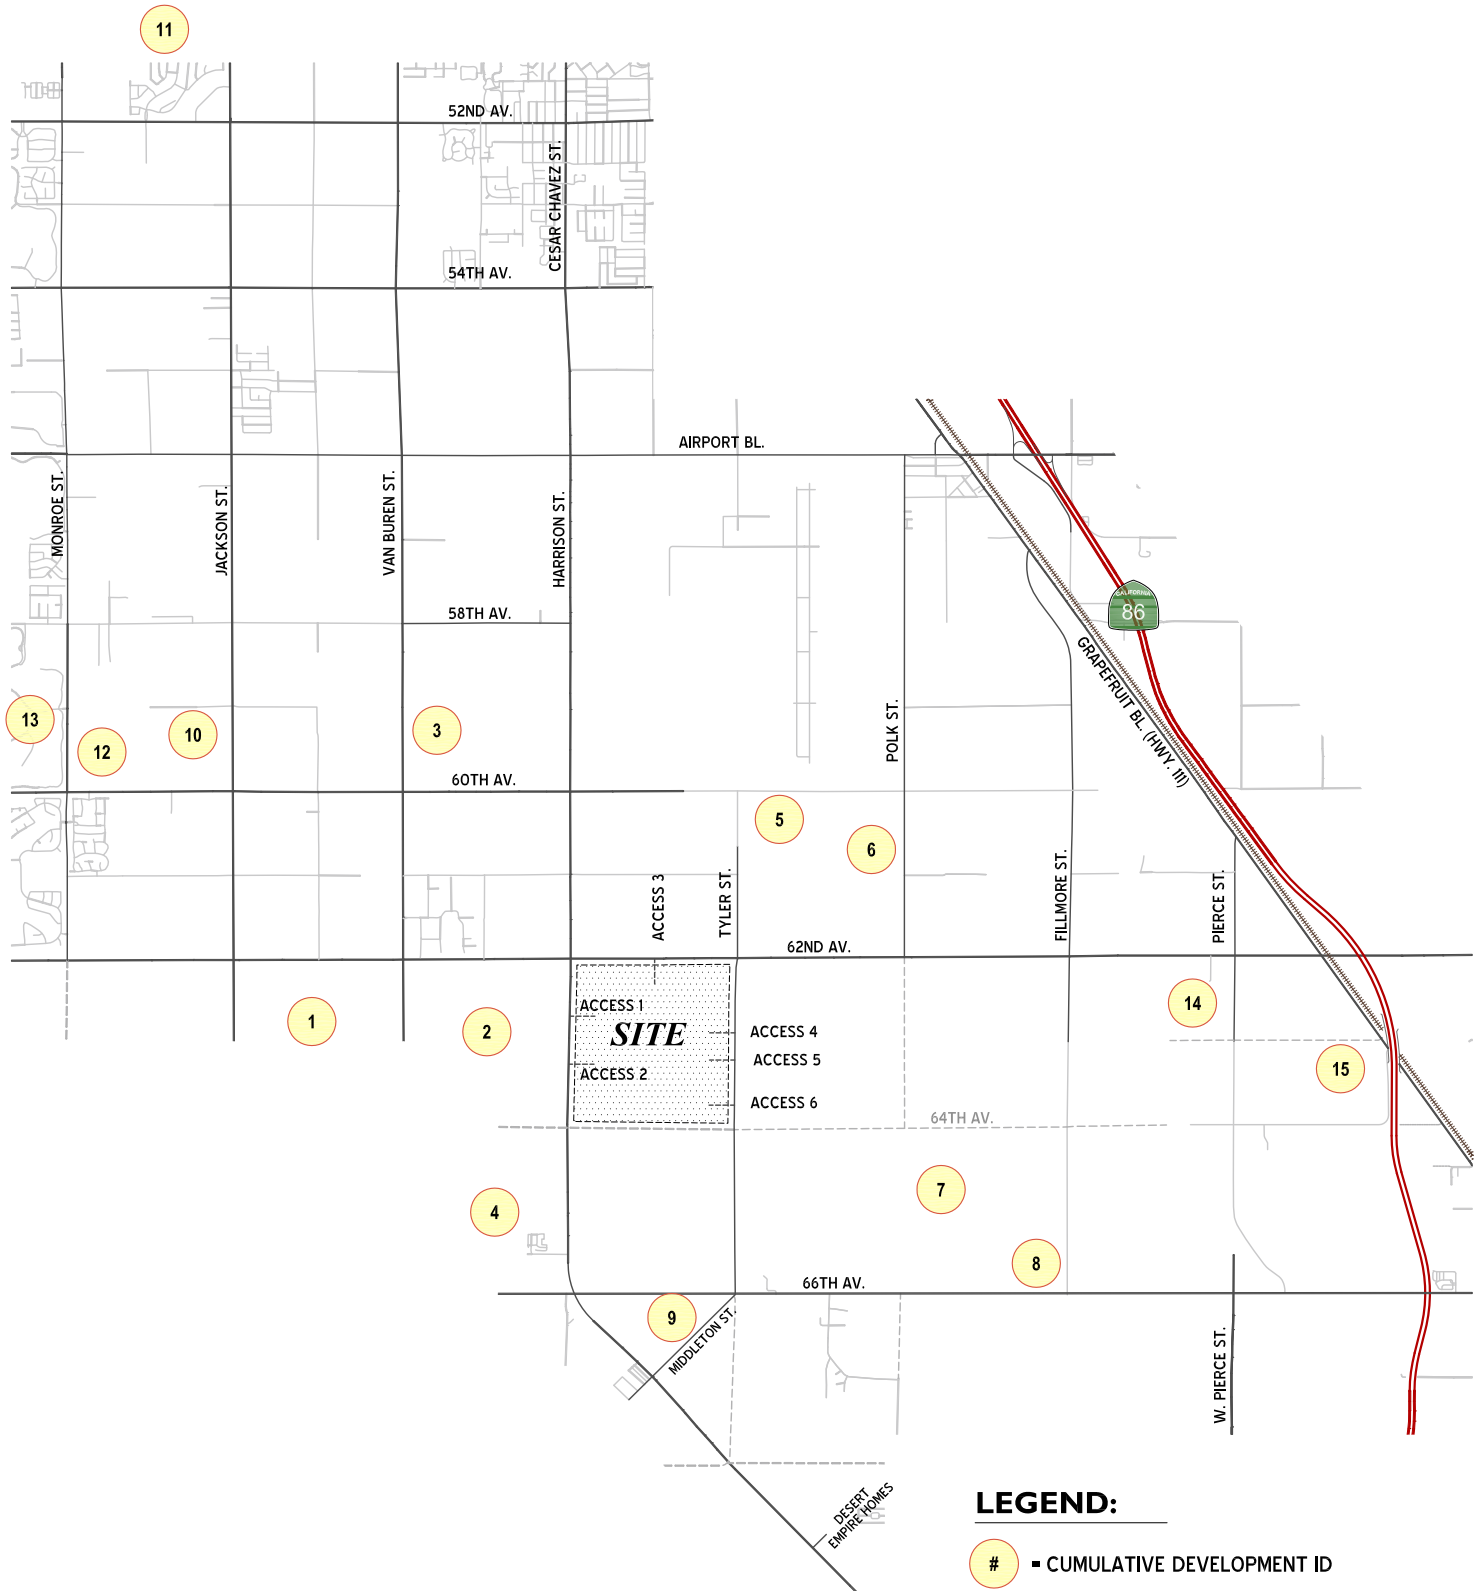 11
52ND AV.
CESAR CHAVEZ ST.
54TH AV.
AIRPORT BL.
MONROE ST.
JACKSON ST.
VAN BUREN ST.
HARRISON ST.
CALIFORNIA
86
58TH AV.
GRAPEFRUIT BL. (HWY. 111)
POLK ST.
13
12
10
3
60TH AV.
5
6
ACCESS 3
TYLER ST.
FILLMORE ST.
PIERCE ST.
62ND AV.
1
2
ACCESS 1
SITE
ACCESS 2
ACCESS 4
ACCESS 5
ACCESS 6
14
15
64TH AV.
4
7
8
66TH AV.
9
MIDDLETON ST.
W. PIERCE ST.
DESERT
EMPIRE HOMES
LEGEND:
# = CUMULATIVE DEVELOPMENT ID